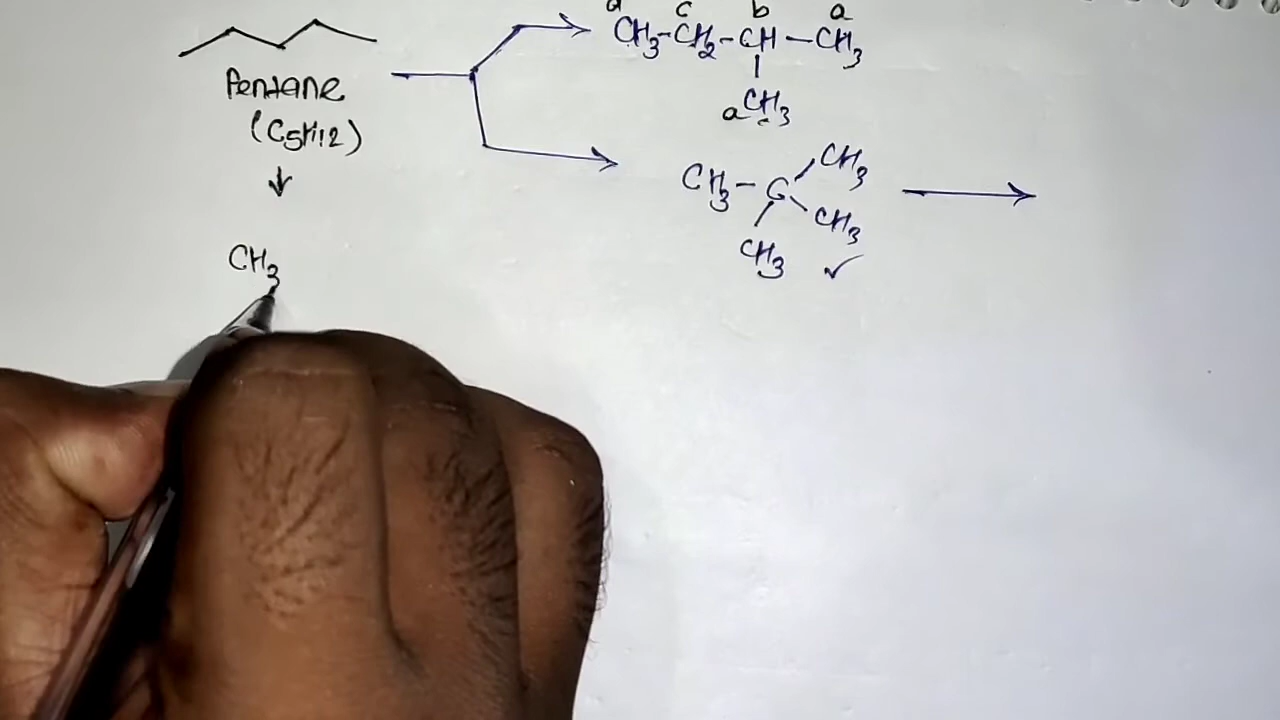 d c b a
CH3-CH2-CH-CH3
aCH3
Pentane
(C5H12)
CH3-C
CH3
CH3
CH3
CH3